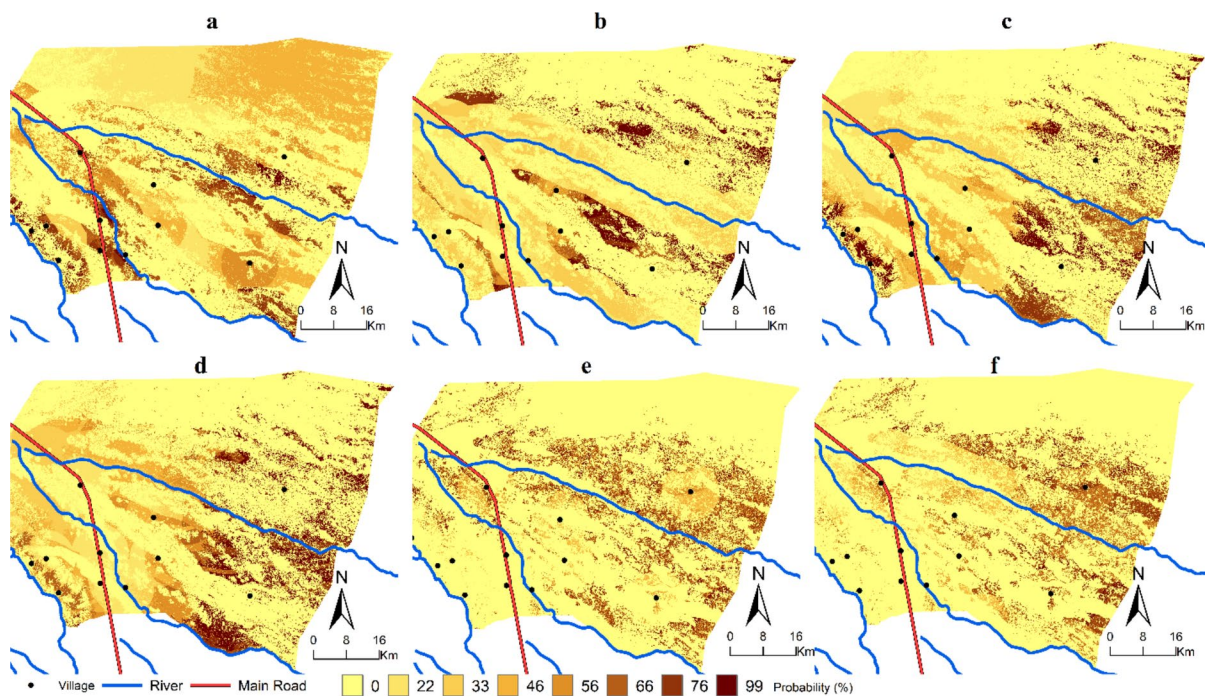 a b c
N N N
0 8 16 0 8 16 0 8 16
Km Km Km
d e f
N N N
0 8 16 0 8 16 0 8 16
Km Km Km
Village River Main Road 0 22 33 46 56 66 76 99 Probability (%)